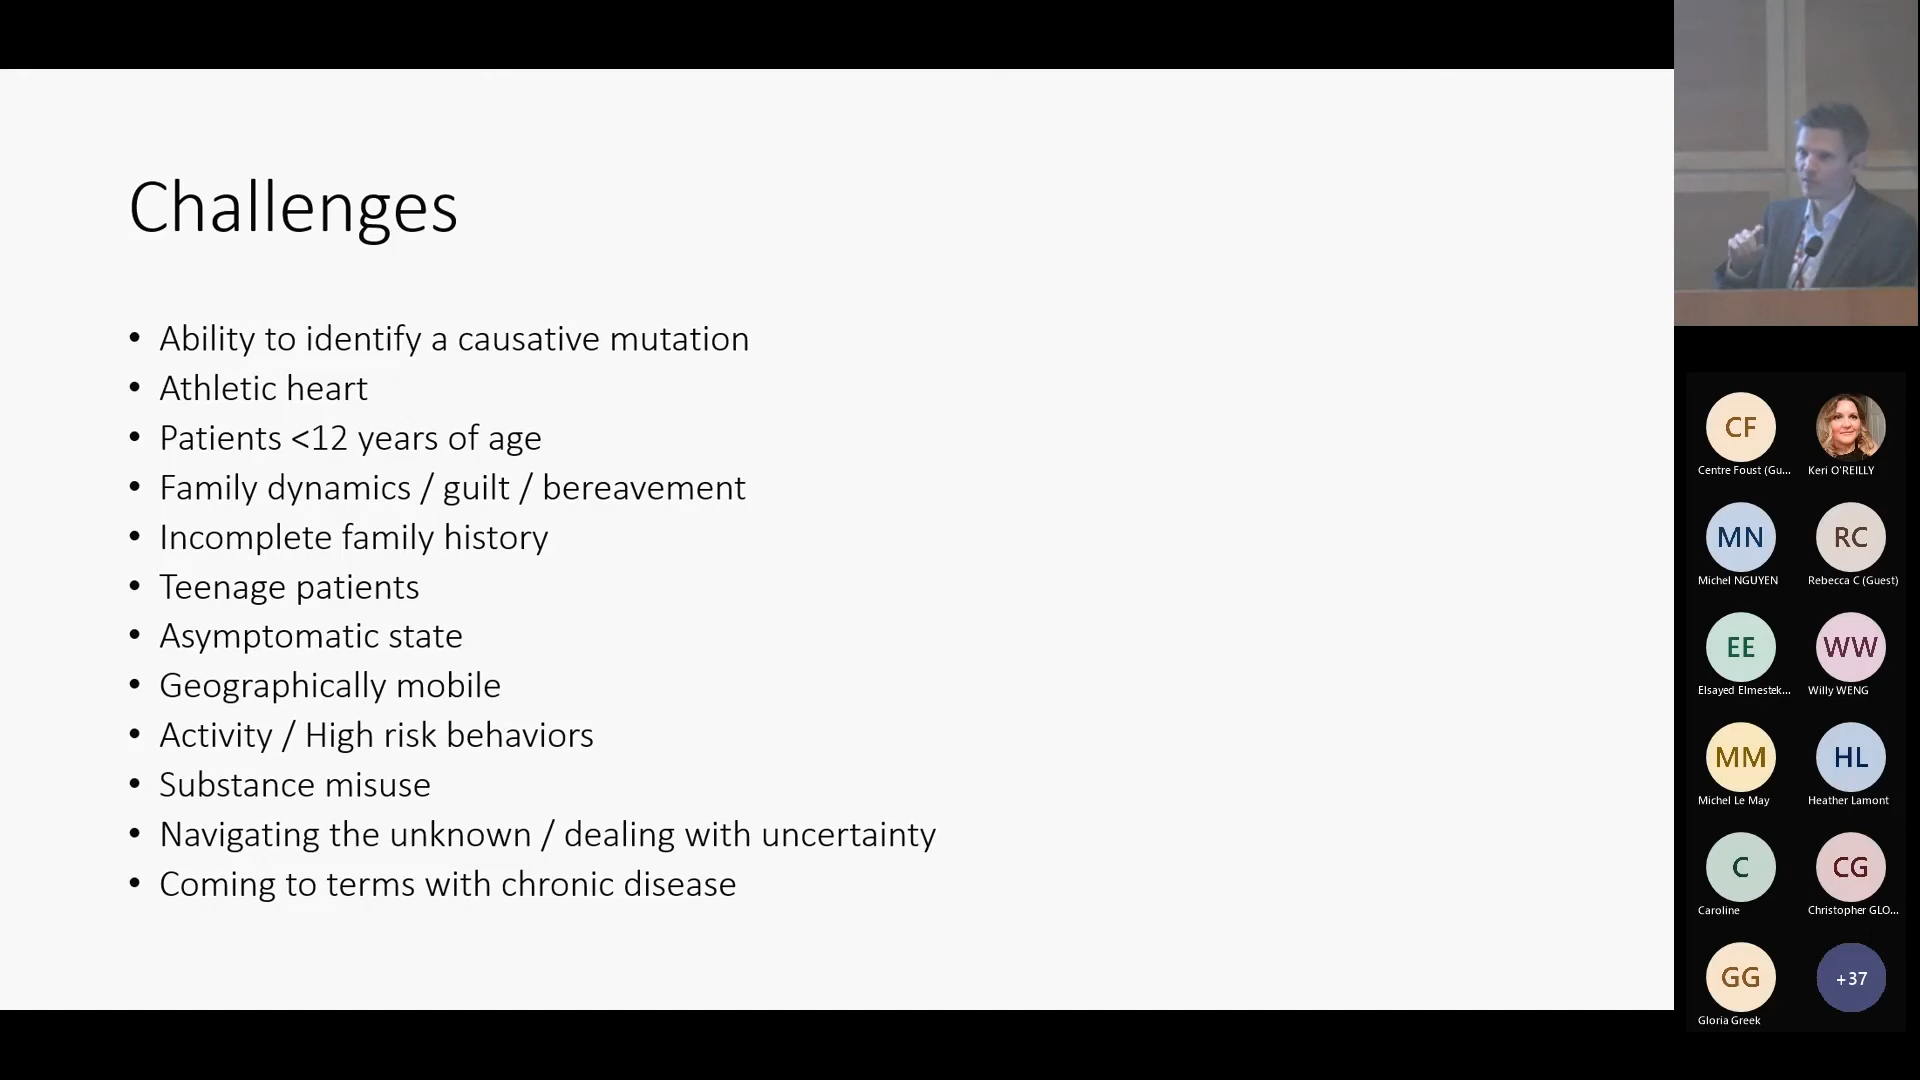 Challenges
• Ability to identify a causative mutation
• Athletic heart
• Patients <12 years of age
• Family dynamics / guilt / bereavement
• Incomplete family history
• Teenage patients
• Asymptomatic state
• Geographically mobile
• Activity / High risk behaviors
• Substance misuse
• Navigating the unknown / dealing with uncertainty
• Coming to terms with chronic disease
CF
Centre Foust (Gu...
Keri O'REILLY
MN
Michel NGUYEN
RC
Rebecca C (Guest)
EE
Elsayed Elmestek...
WW
Willy WENG
MM
Michel Le May
HL
Heather Lamont
C
Caroline
CG
Christopher GLO...
GG
Gloria Greek
+37